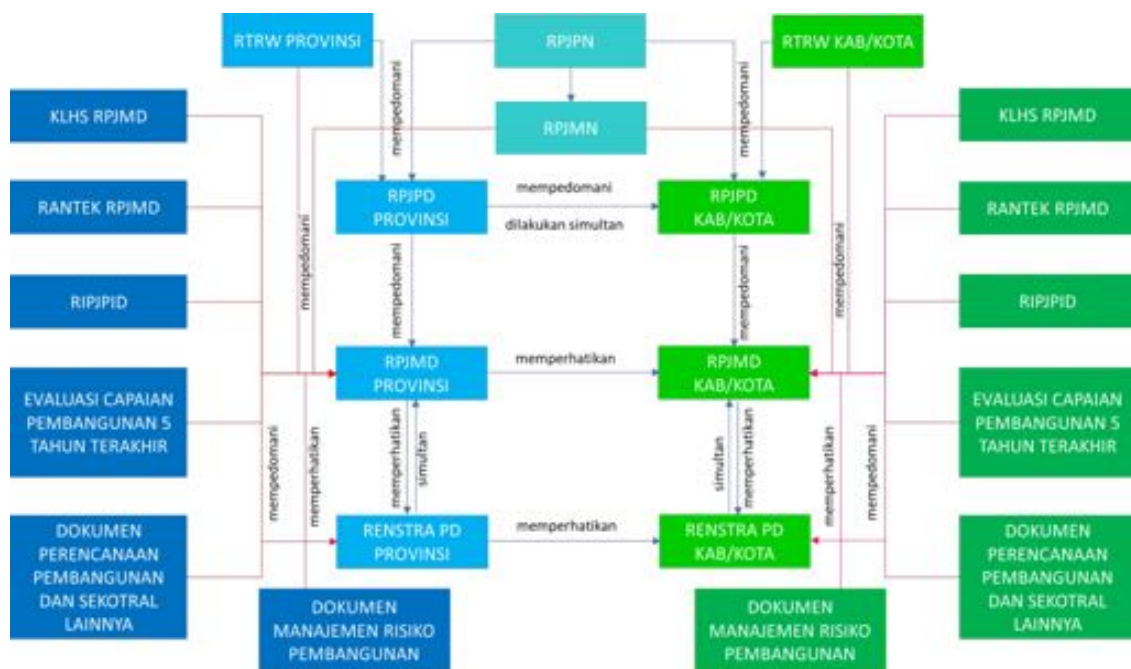 RTRW PROVINSI
RPJPN
RTRW KAB/KOTA
mempedomani
mempedomani
KLHS RPJMD
RPJMN
KLHS RPJMD
RANTEK RPJMD
RPJPD
PROVINSI
mempedomani
dilakukan simultan
RPJPD
KAB/KOTA
RANTEK RPJMD
mempedomani
mempedomani
mempedomani
mempedomani
RIPJPID
RIPJPID
RPJMD
PROVINSI
memperhatikan
RPJMD
KAB/KOTA
EVALUASI CAPAIAN
PEMBANGUNAN 5
TAHUN TERAKHIR
EVALUASI CAPAIAN
PEMBANGUNAN 5
TAHUN TERAKHIR
mempedomani
memperhatikan
memperhatikan
simultan
simultan
memperhatikan
memperhatikan
mempedomani
DOKUMEN
PERENCANAAN
PEMBANGUNAN
DAN SEKOTRAL
LAINNYA
RENSTRA PD
PROVINSI
memperhatikan
RENSTRA PD
KAB/KOTA
DOKUMEN
PERENCANAAN
PEMBANGUNAN
DAN SEKOTRAL
LAINNYA
DOKUMEN
MANAJEMEN RISIKO
PEMBANGUNAN
DOKUMEN
MANAJEMEN RISIKO
PEMBANGUNAN